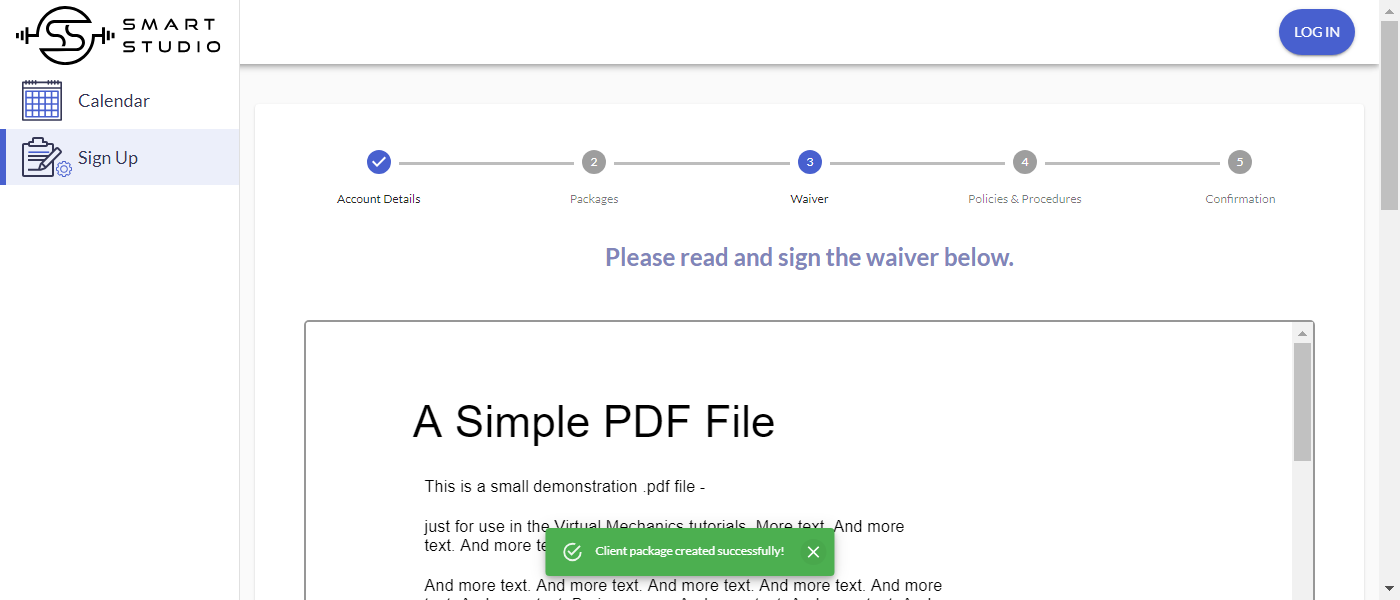 SMART
STUDIO
LOG IN
Calendar
Sign Up
2
3
4
5
Account Details
Packages
Waiver
Policies & Procedures
Confirmation
Please read and sign the waiver below.
A Simple PDF File
This is a small demonstration .pdf file -
just for use in the Virtual Mechanics tutorials. More text. And more
text. And more te
Client package created successfully!
And more text. And more text. And more text. And more text. And more